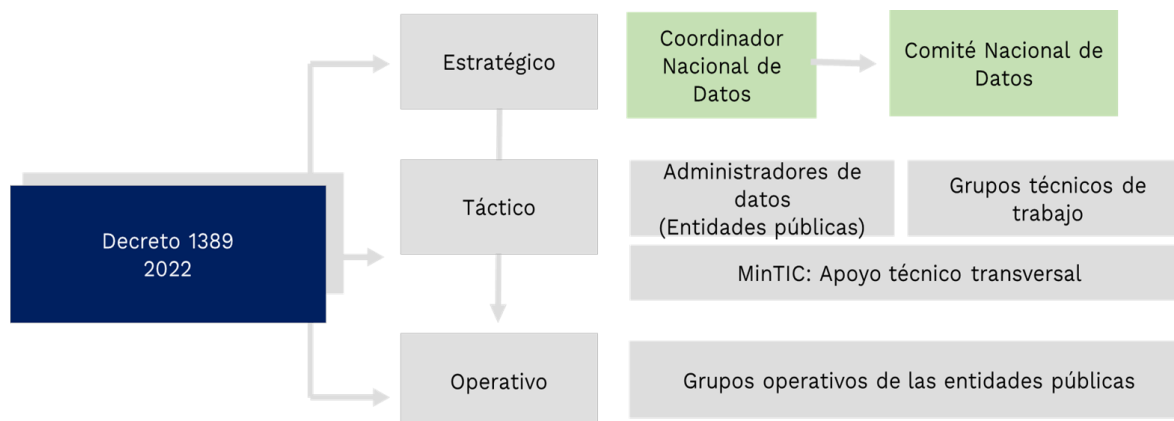 Decreto 1389
2022
Estratégico
Coordinador
Nacional de
Datos
Comité Nacional de
Datos
Táctico
Administradores de
datos
(Entidades públicas)
Grupos técnicos de
trabajo
MinTIC: Apoyo técnico transversal
Operativo
Grupos operativos de las entidades públicas